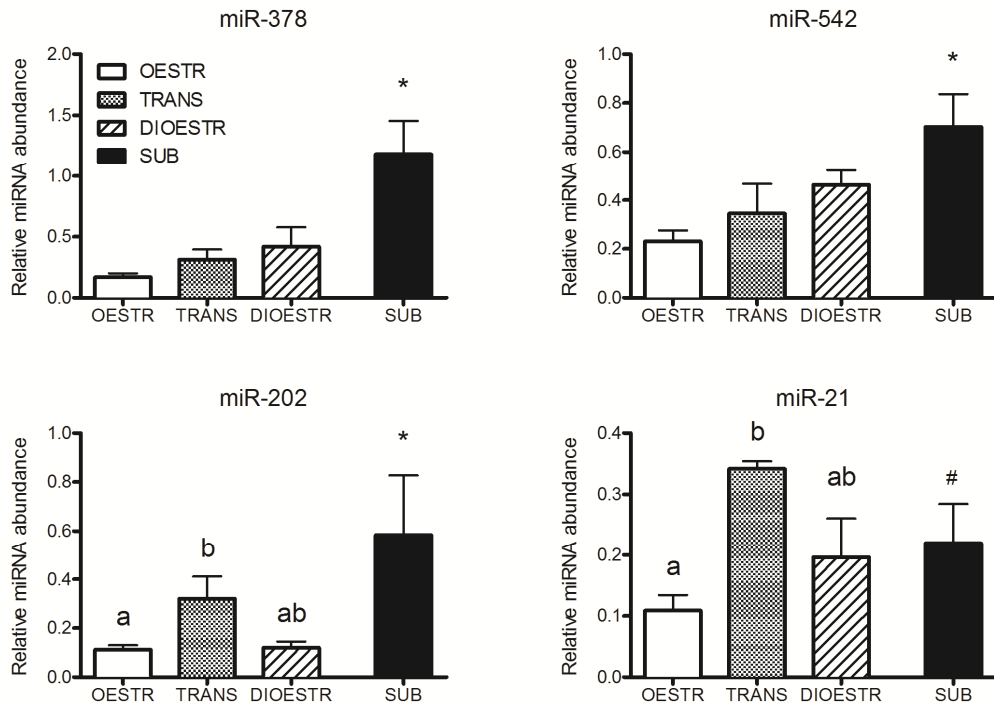 miR-378
Relative miRNA abundance
2.0
1.5
1.0
0.5
0.0
OESTR
TRANS
DIOESTR
SUB
*
OESTR TRANS DIOESTR SUB
miR-542
Relative miRNA abundance
1.0
0.8
0.6
0.4
0.2
0.0
*
OESTR TRANS DIOESTR SUB
miR-202
Relative miRNA abundance
1.0
0.8
0.6
0.4
0.2
0.0
a b ab *
OESTR TRANS DIOESTR SUB
miR-21
Relative miRNA abundance
0.4
0.3
0.2
0.1
0.0
a b ab #
OESTR TRANS DIOESTR SUB